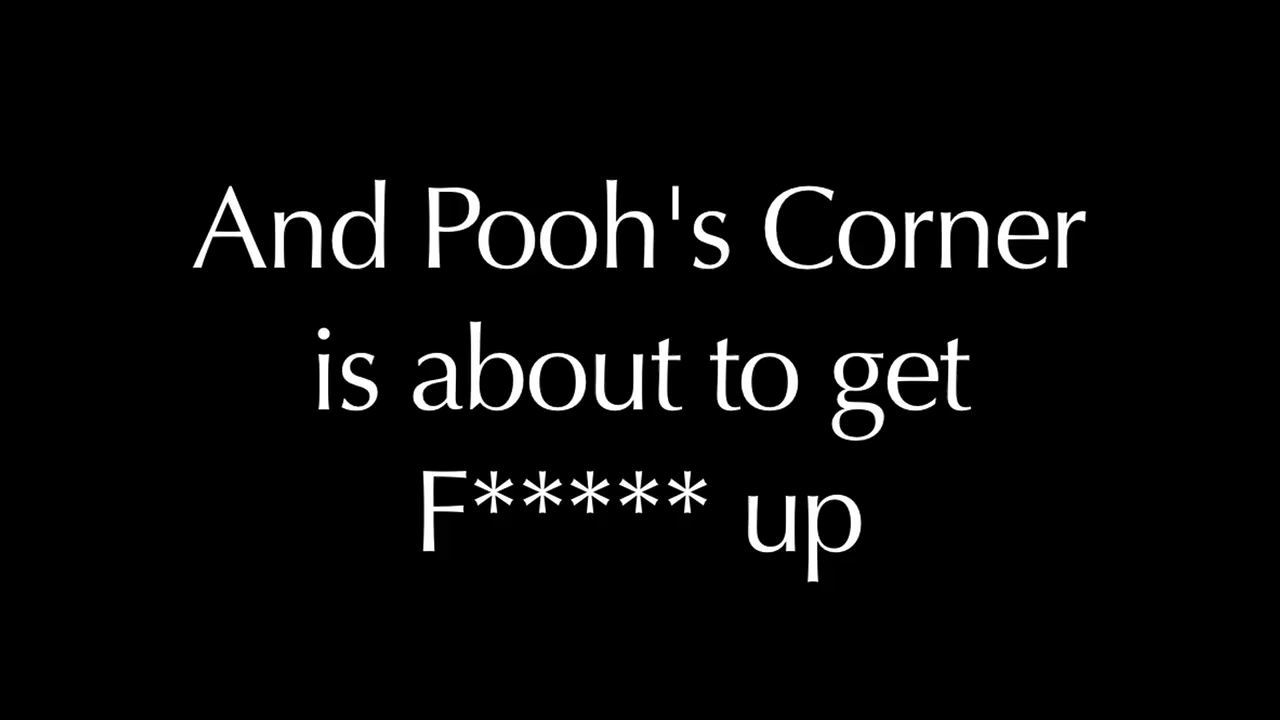 And Pooh's Corner
is about to get
F***** up